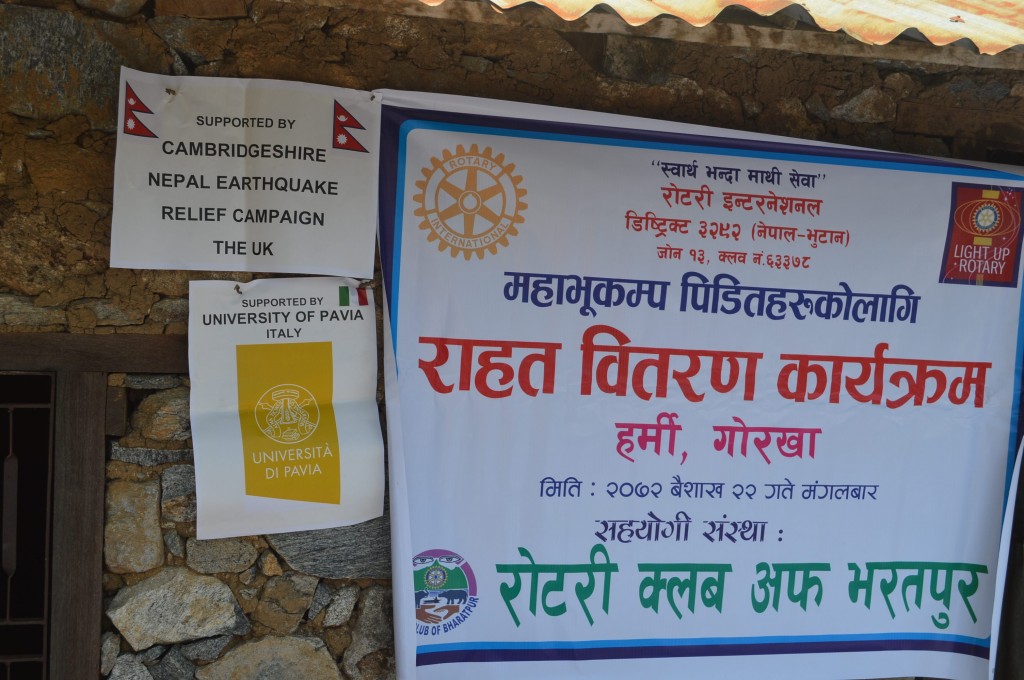 SUPPORTED BY
CAMBRIDGESHIRE
NEPAL EARTHQUAKE
RELIEF CAMPAIGN
THE UK
SUPPORTED BY
UNIVERSITY OF PAVIA
ITALY
UNIVERSITÀ
DI PAVIA
ROTARY
INTERNATIONAL
"स्वार्थ भन्दा माथी सेवा"
रोटरी इन्टरनेशनल
डिष्ट्रिक्ट ३२९२ (नेपाल-भुटान)
जोन १३, क्लव नं.६३३७८
LIGHT UP
ROTARY
महाभूकम्प पिडितहरुकोलागि
राहत वितरण कार्यक्रम
हर्मी, गोरखा
मिति : २०७२ बैशाख २२ गते मंगलबार
सहयोगी संस्था :
रोटरी क्लब अफ भरतपुर
CLUB OF BHARATPUR